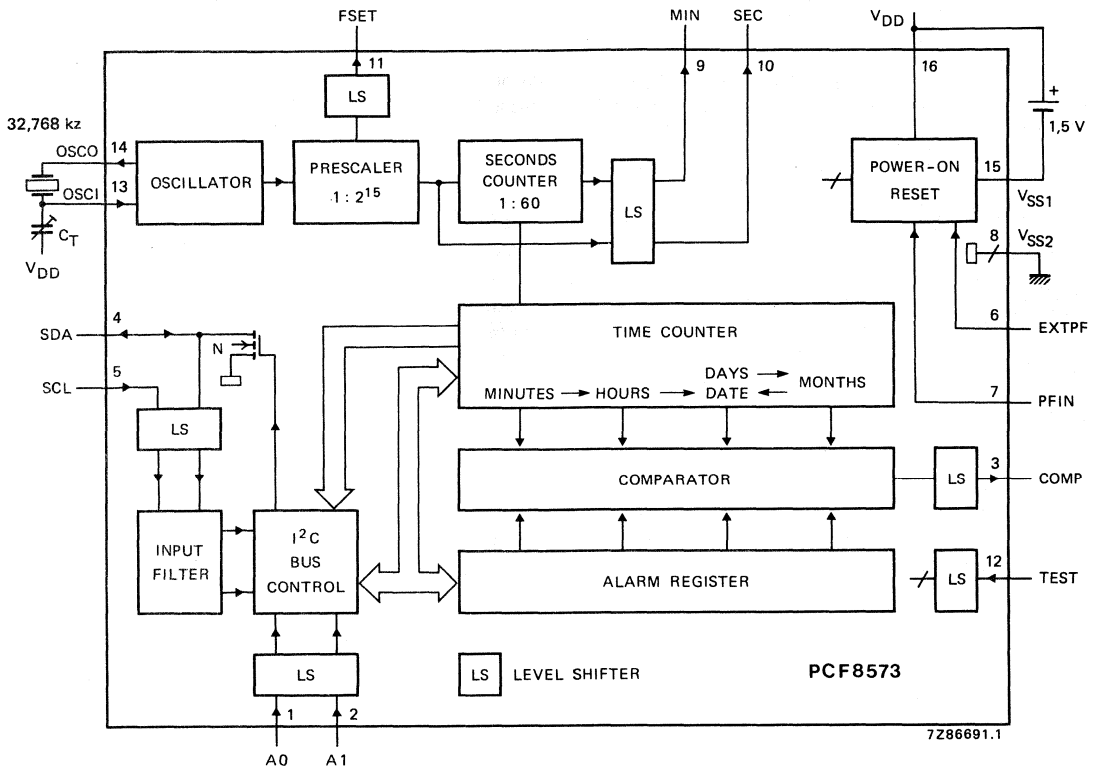 FSET
MIN
SEC
VDD
11
9
10
16
LS
+
1,5 V
32,768 kz
OSCO
14
OSCI
13
CT
VDD
OSCILLATOR
PRESCALER
1 : 2¹⁵
SECONDS
COUNTER
1 : 60
LS
POWER-ON
RESET
15
VSS1
8
VSS2
6
EXTPF
7
PFIN
SDA
4
N
SCL
5
LS
TIME COUNTER
DAYS
MINUTES
HOURS
DATE
MONTHS
COMPARATOR
LS
3
COMP
INPUT
FILTER
I²C
BUS
CONTROL
ALARM REGISTER
LS
12
TEST
LS
LS
LEVEL SHIFTER
PCF8573
1
2
A0
A1
7Z86691.1